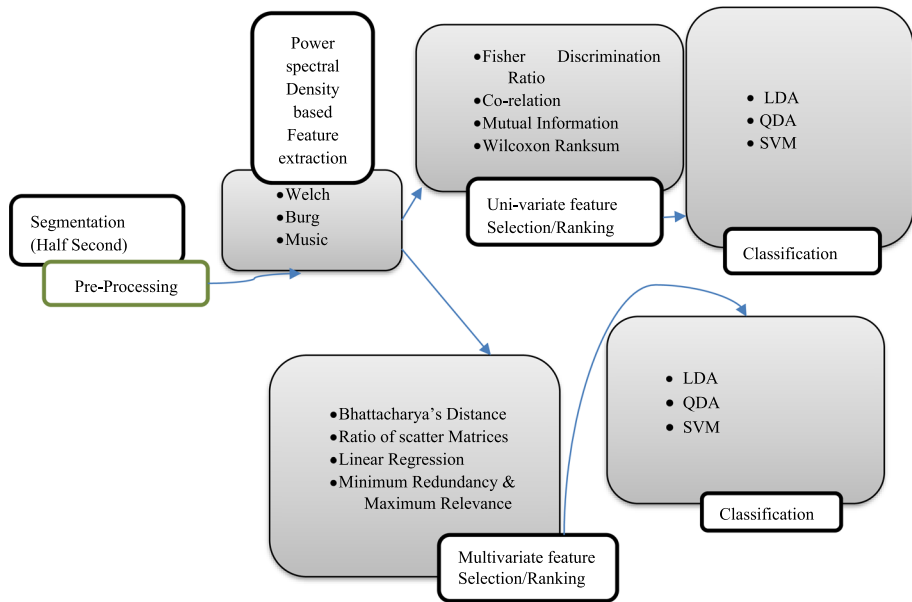 Segmentation
(Half Second)
Pre-Processing
Power
spectral
Density
based
Feature
extraction
●Welch
●Burg
●Music
●Fisher Discrimination
Ratio
●Co-relation
●Mutual Information
●Wilcoxon Ranksum
Uni-variate feature
Selection/Ranking
● LDA
● QDA
● SVM
Classification
●Bhattacharya’s Distance
●Ratio of scatter Matrices
●Linear Regression
●Minimum Redundancy &
Maximum Relevance
Multivariate feature
Selection/Ranking
● LDA
● QDA
● SVM
Classification